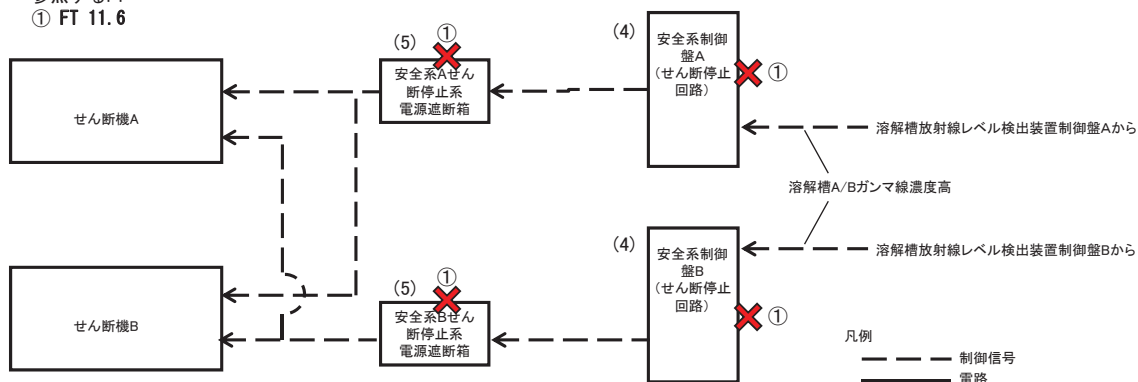 ① FT 11.6
(5)
①
安全系Aせん
断停止系
電源遮断箱
(4)
安全系制御
盤A
(せん断停止
回路)
①
せん断機A
溶解槽放射線レベル検出装置制御盤Aから
溶解槽A/Bガンマ線濃度高
(4)
安全系制御
盤B
(せん断停止
回路)
溶解槽放射線レベル検出装置制御盤Bから
(5)
①
安全系Bせん
断停止系
電源遮断箱
せん断機B
①
凡例
制御信号
電路